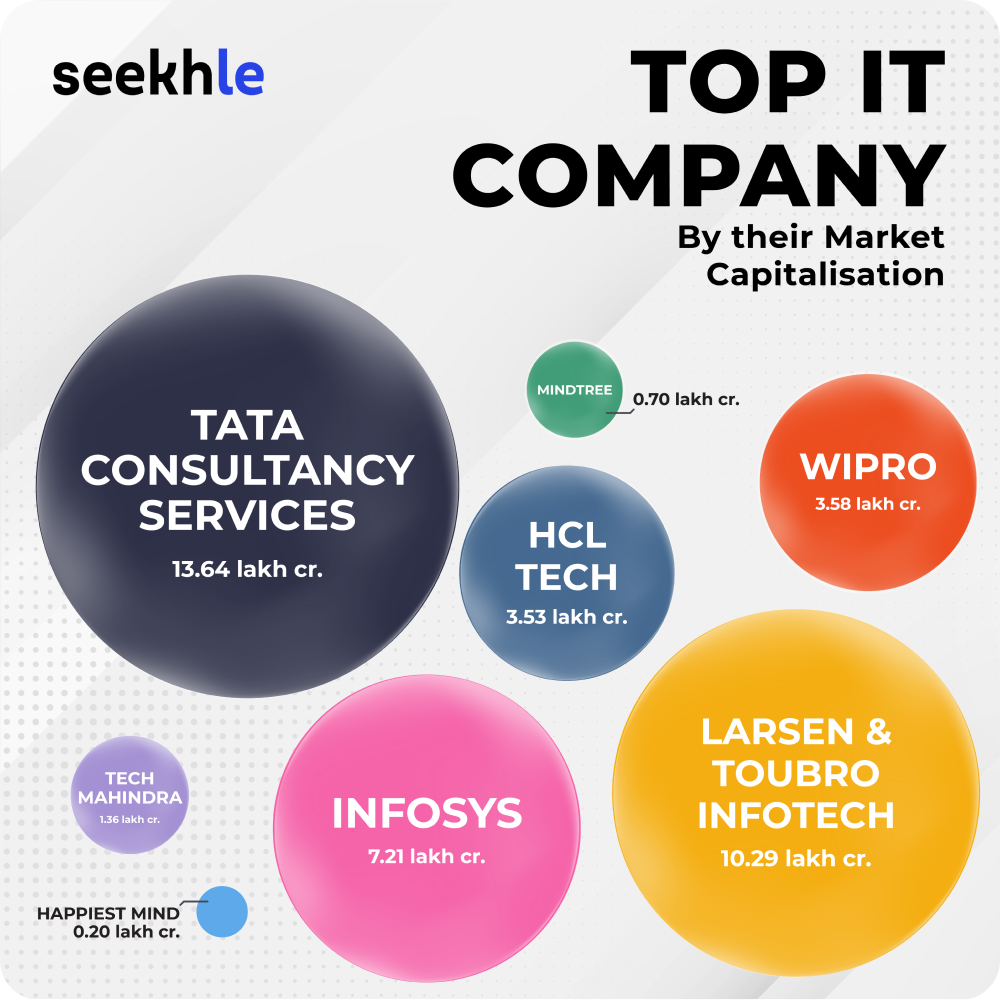 seekhle
TOP IT
COMPANY
By their Market
Capitalisation
TATA
CONSULTANCY
SERVICES
13.64 lakh cr.
MINDTREE
0.70 lakh cr.
WIPRO
3.58 lakh cr.
HCL
TECH
3.53 lakh cr.
LARSEN &
TOUBRO
INFOTECH
10.29 lakh cr.
TECH
MAHINDRA
1.36 lakh cr.
INFOSYS
7.21 lakh cr.
HAPPIEST MIND
0.20 lakh cr.